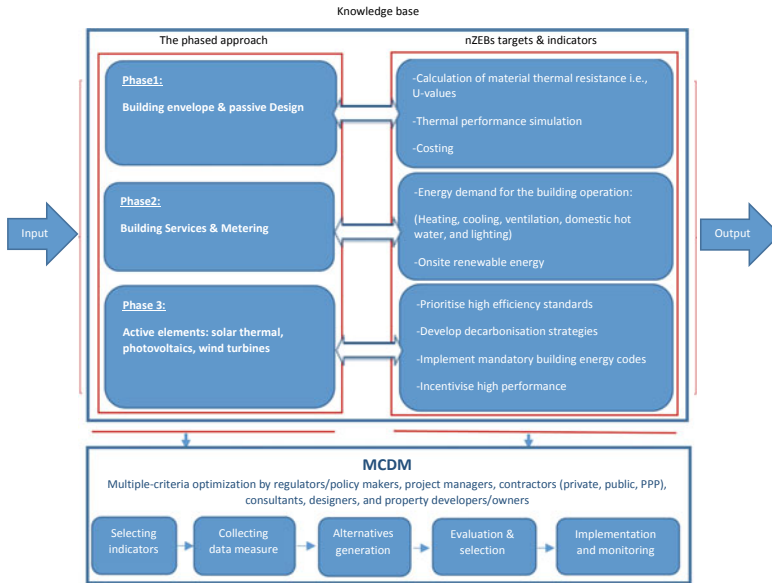 Knowledge base
The phased approach
nZEBs targets & indicators
Input
Phase1:
Building envelope & passive Design
-Calculation of material thermal resistance i.e.,
U-values
-Thermal performance simulation
-Costing
Phase2:
Building Services & Metering
-Energy demand for the building operation:
(Heating, cooling, ventilation, domestic hot
water, and lighting)
-Onsite renewable energy
Phase 3:
Active elements: solar thermal,
photovoltaics, wind turbines
-Prioritise high efficiency standards
-Develop decarbonisation strategies
-Implement mandatory building energy codes
-Incentivise high performance
Output
MCDM
Multiple-criteria optimization by regulators/policy makers, project managers, contractors (private, public, PPP),
consultants, designers, and property developers/owners
Selecting
indicators
Collecting
data measure
Alternatives
generation
Evaluation &
selection
Implementation
and monitoring